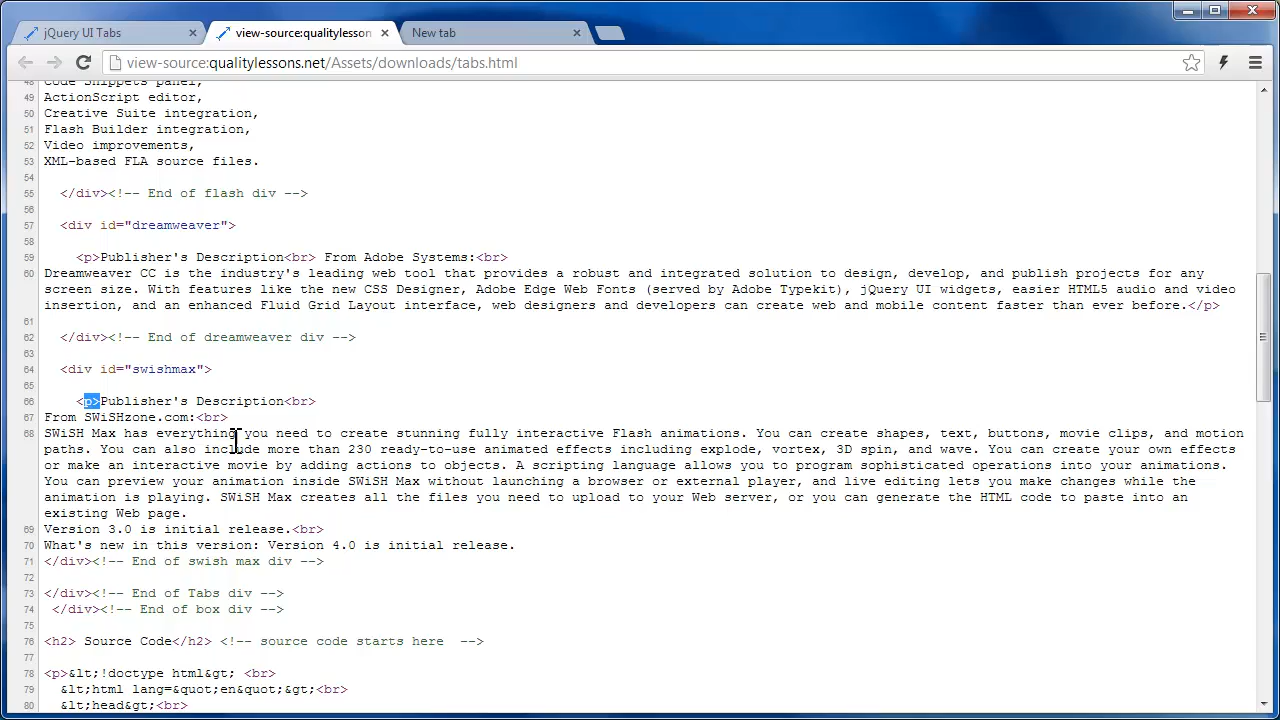 jQuery UI Tabs
view-source:qualitylesson
New tab
view-source:qualitylessons.net/Assets/downloads/tabs.html
48 Code Snippets panel,
49 ActionScript editor,
50 Creative Suite integration,
51 Flash Builder integration,
52 Video improvements,
53 XML-based FLA source files.
54
55 </div><!-- End of flash div -->
56
57 <div id="dreamweaver">
58
59 <p>Publisher's Description<br> From Adobe Systems:<br>
60 Dreamweaver CC is the industry's leading web tool that provides a robust and integrated solution to design, develop, and publish projects for any
screen size. With features like the new CSS Designer, Adobe Edge Web Fonts (served by Adobe Typekit), jQuery UI widgets, easier HTML5 audio and video
insertion, and an enhanced Fluid Grid Layout interface, web designers and developers can create web and mobile content faster than ever before.</p>
61
62 </div><!-- End of dreamweaver div -->
63
64 <div id="swishmax">
65
66 <p>Publisher's Description<br>
67 From SWiSHzone.com:<br>
68 SWiSH Max has everything you need to create stunning fully interactive Flash animations. You can create shapes, text, buttons, movie clips, and motion
paths. You can also include more than 230 ready-to-use animated effects including explode, vortex, 3D spin, and wave. You can create your own effects
or make an interactive movie by adding actions to objects. A scripting language allows you to program sophisticated operations into your animations.
You can preview your animation inside SWiSH Max without launching a browser or external player, and live editing lets you make changes while the
animation is playing. SWiSH Max creates all the files you need to upload to your Web server, or you can generate the HTML code to paste into an
existing Web page.
69 Version 3.0 is initial release.<br>
70 What's new in this version: Version 4.0 is initial release.
71 </div><!-- End of swish max div -->
72
73 </div><!-- End of Tabs div -->
74 </div><!-- End of box div -->
75
76 <h2> Source Code</h2> <!-- source code starts here  -->
77
78 <p>&lt;!doctype html&gt; <br>
79 &lt;html lang=&quot;en&quot;&gt;<br>
80 &lt;head&gt;<br>